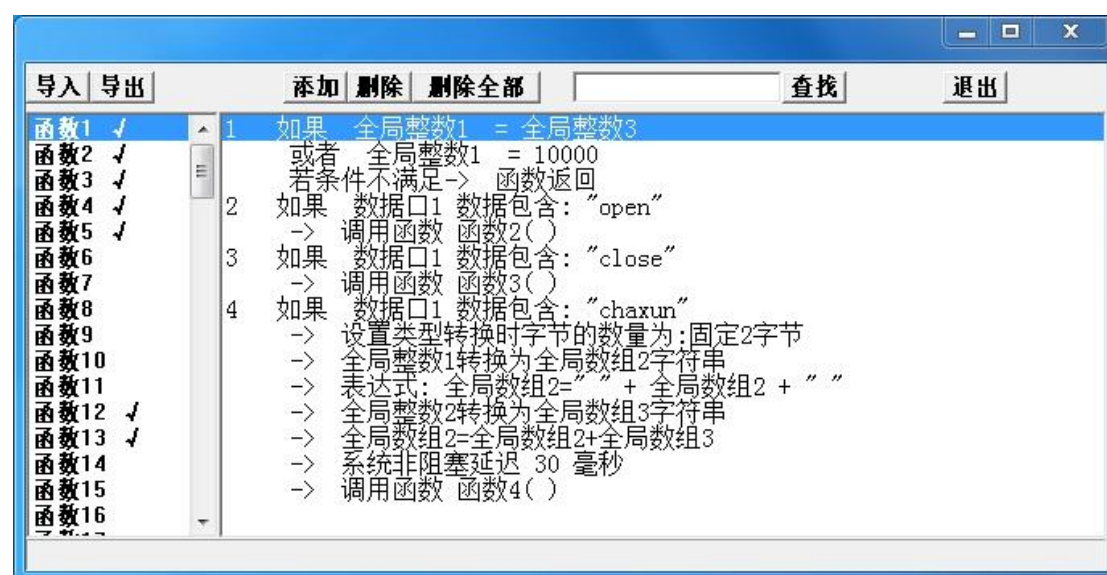 导入 导出 添加 删除 删除全部 查找 退出
函数1 √
函数2 √
函数3 √
函数4 √
函数5 √
函数6
函数7
函数8
函数9
函数10
函数11
函数12 √
函数13 √
函数14
函数15
函数16
1 如果 全局整数1 = 全局整数3
或者 全局整数1 = 10000
若条件不满足-> 函数返回
2 如果 数据口1 数据包含: "open"
-> 调用函数 函数2( )
3 如果 数据口1 数据包含: "close"
-> 调用函数 函数3( )
4 如果 数据口1 数据包含: "chaxun"
-> 设置类型转换时字节的数量为:固定2字节
-> 全局整数1转换为全局数组2字符串
-> 表达式: 全局数组2=" " + 全局数组2 + " "
-> 全局整数2转换为全局数组3字符串
-> 全局数组2=全局数组2+全局数组3
-> 系统非阻塞延迟 30 毫秒
-> 调用函数 函数4( )